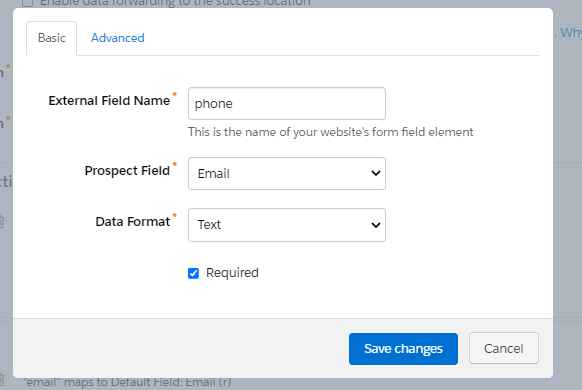 Enable data forwarding to the success location
Basic
Advanced
. Why
External Field Name*
phone
This is the name of your website's form field element
Prospect Field*
Email
Data Format*
Text
Required
Save changes
Cancel
"email" maps to Default Field: Email (r)